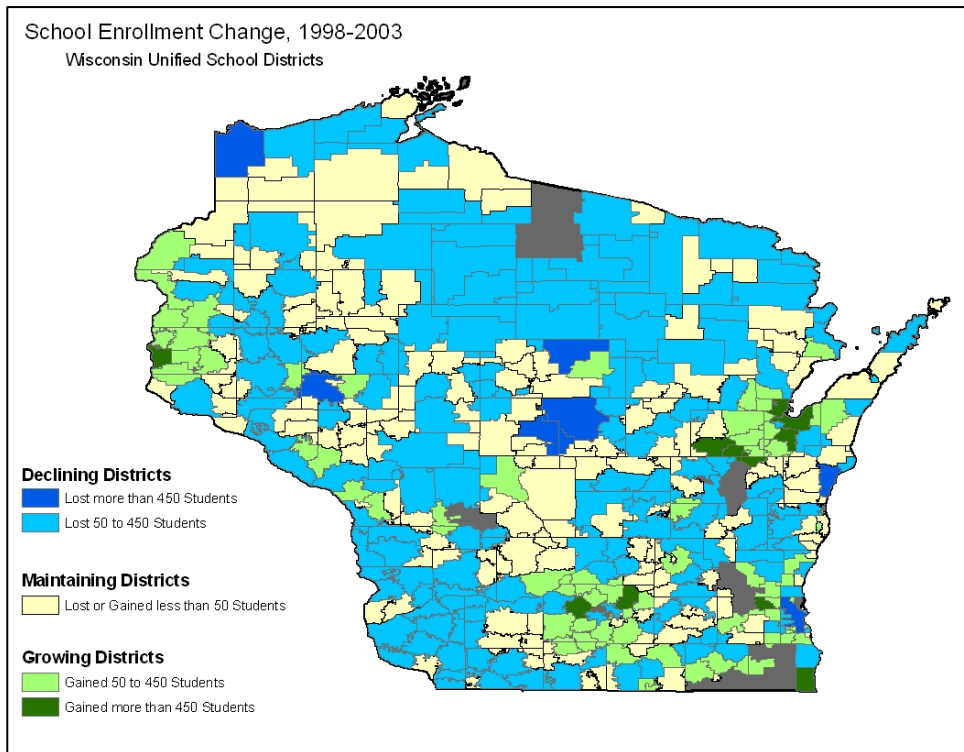 School Enrollment Change, 1998-2003
Wisconsin Unified School Districts
Declining Districts
Lost more than 450 Students
Lost 50 to 450 Students
Maintaining Districts
Lost or Gained less than 50 Students
Growing Districts
Gained 50 to 450 Students
Gained more than 450 Students